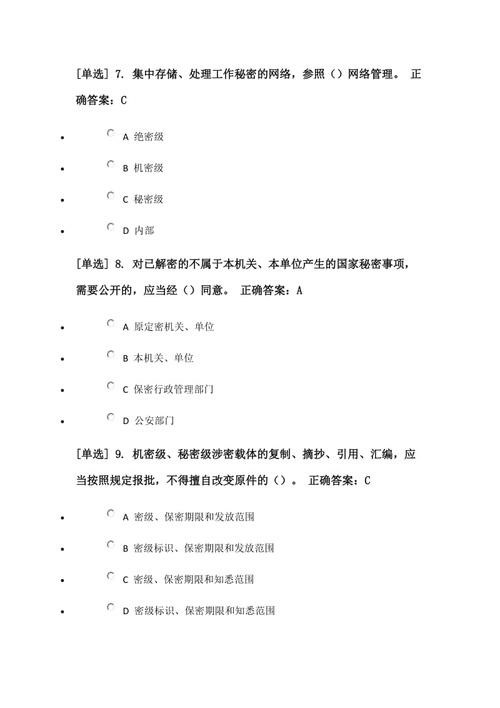 [单选] 7. 集中存储、处理工作秘密的网络，参照（）网络管理。 正
确答案：C
• A 绝密级
• B 机密级
• C 秘密级
• D 内部
[单选] 8. 对已解密的不属于本机关、本单位产生的国家秘密事项，
需要公开的，应当经（）同意。 正确答案：A
• A 原定密机关、单位
• B 本机关、单位
• C 保密行政管理部门
• D 公安部门
[单选] 9. 机密级、秘密级涉密载体的复制、摘抄、引用、汇编，应
当按照规定报批，不得擅自改变原件的（）。 正确答案：C
• A 密级、保密期限和发放范围
• B 密级标识、保密期限和发放范围
• C 密级、保密期限和知悉范围
• D 密级标识、保密期限和知悉范围